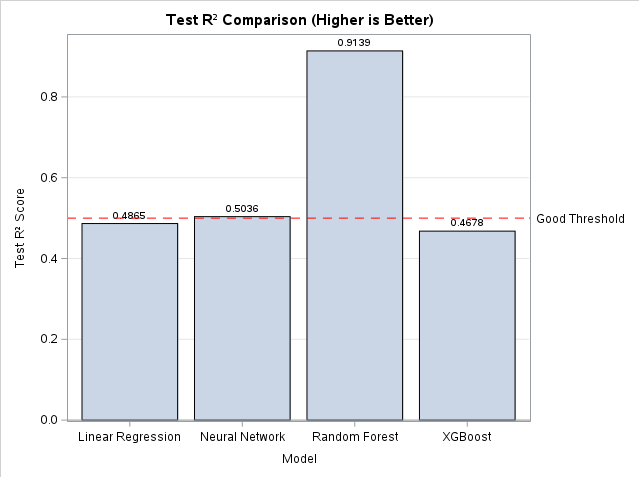 Test R² Comparison (Higher is Better)
0.9139
0.8
0.6
0.5036
0.4865
Good Threshold
0.4678
0.4
0.2
0.0
Test R² Score
Linear Regression
Neural Network
Random Forest
XGBoost
Model